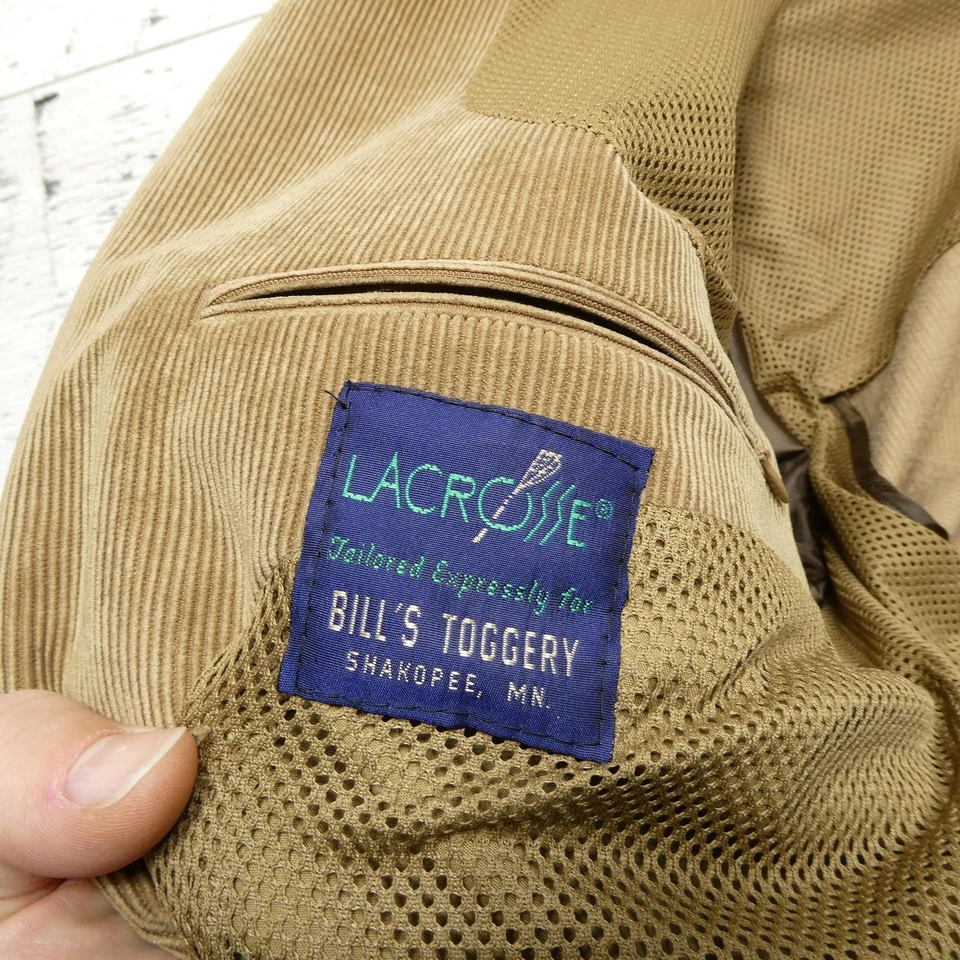 LACROSSE®
Tailored Expressly for
BILL'S TOGGERY
SHAKOPEE, MN.